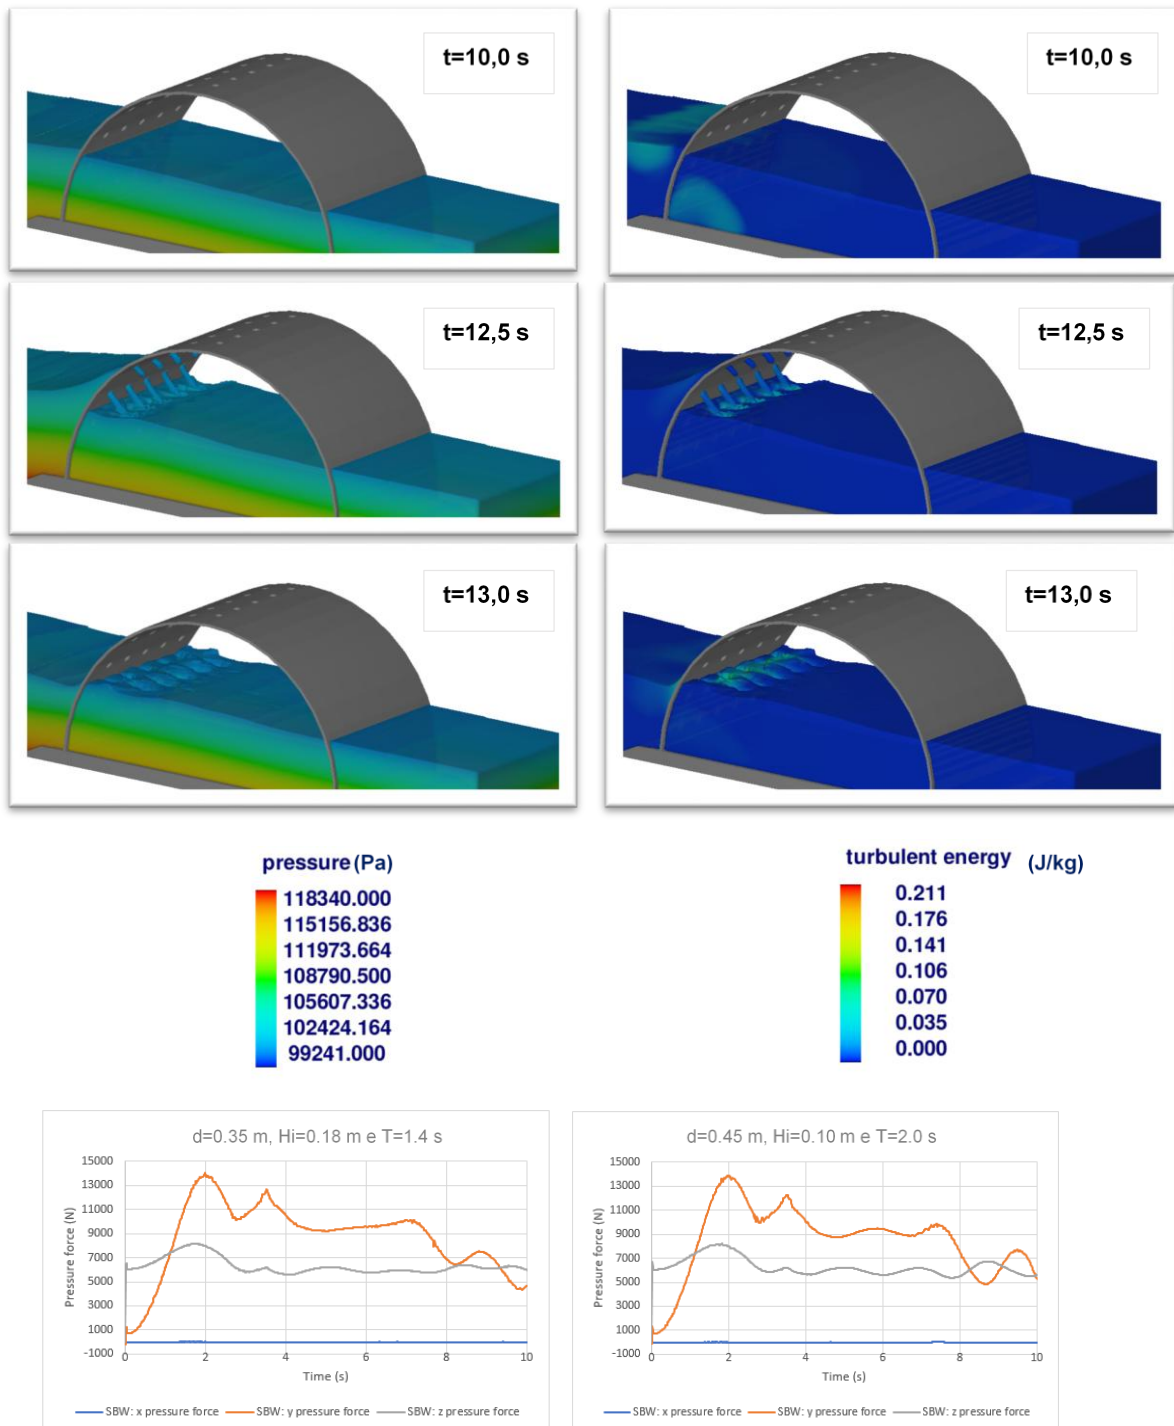 t=10,0 s
t=10,0 s
t=12,5 s
t=12,5 s
t=13,0 s
t=13,0 s
pressure (Pa)
118340.000
115156.836
111973.664
108790.500
105607.336
102424.164
99241.000
turbulent energy (J/kg)
0.211
0.176
0.141
0.106
0.070
0.035
0.000
d=0.35 m, Hi=0.18 m e T=1.4 s
Pressure force (N)
15000
13000
11000
9000
7000
5000
3000
1000
-1000
0 2 4 6 8 10
Time (s)
SBW: x pressure force SBW: y pressure force SBW: z pressure force
d=0.45 m, Hi=0.10 m e T=2.0 s
Pressure force (N)
15000
13000
11000
9000
7000
5000
3000
1000
-1000
0 2 4 6 8 10
Time (s)
SBW: x pressure force SBW: y pressure force SBW: z pressure force